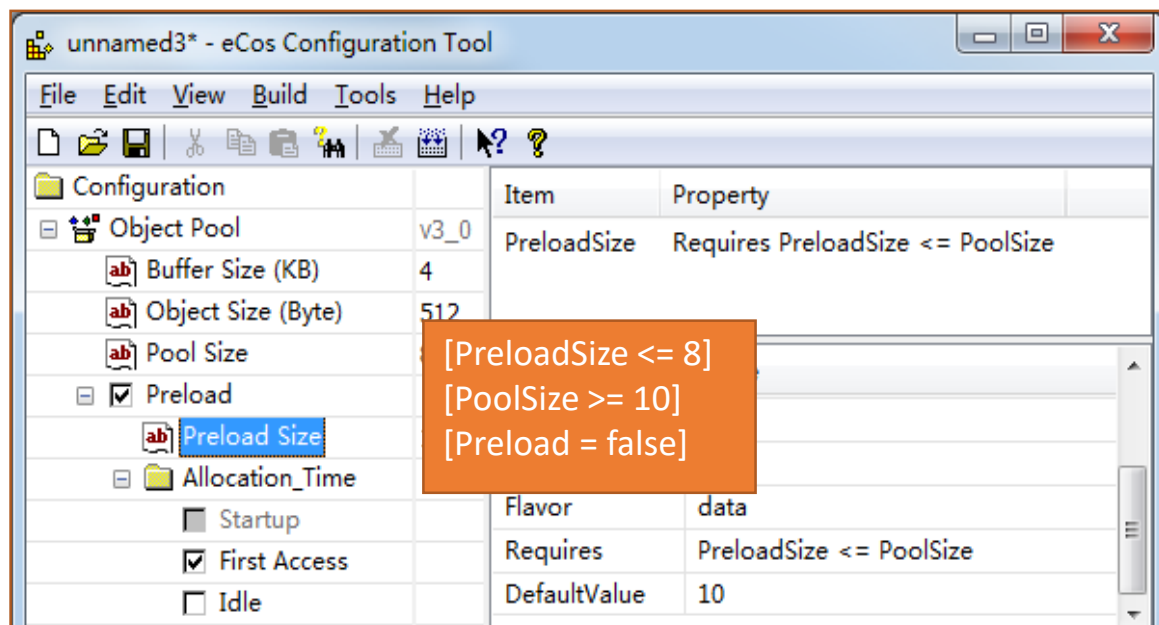 unnamed3* - eCos Configuration Tool
File Edit View Build Tools Help
Configuration
Object Pool v3_0
Buffer Size (KB) 4
Object Size (Byte) 512
Pool Size
Preload
Preload Size
Allocation_Time
Startup
First Access
Idle
Item Property
PreloadSize Requires PreloadSize <= PoolSize
[PreloadSize <= 8]
[PoolSize >= 10]
[Preload = false]
Flavor data
Requires PreloadSize <= PoolSize
DefaultValue 10